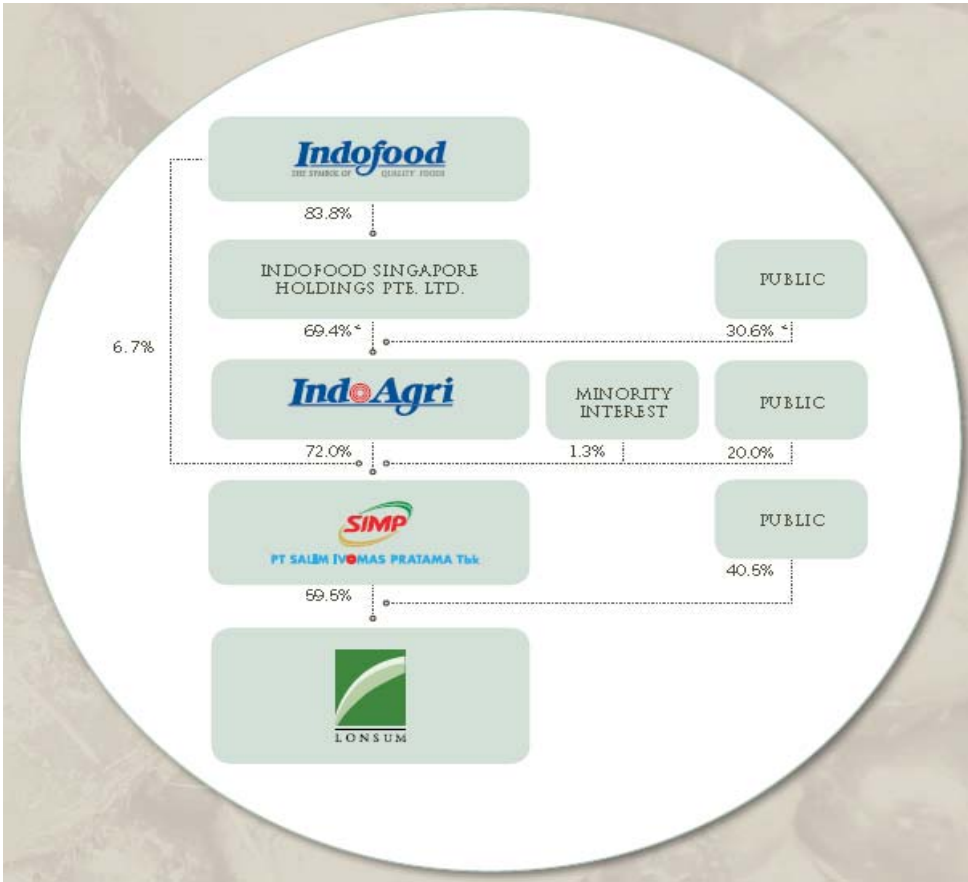 Indofood
THE SYMBOL OF QUALITY FOODS
83.8%
INDOFOOD SINGAPORE
HOLDINGS PTE. LTD.
PUBLIC
69.4%*
30.6% *
6.7%
IndoAgri
MINORITY
INTEREST
PUBLIC
72.0%
1.3%
20.0%
SIMP
PT SALIM IVOMAS PRATAMA Tbk
PUBLIC
40.5%
59.5%
LONSUM